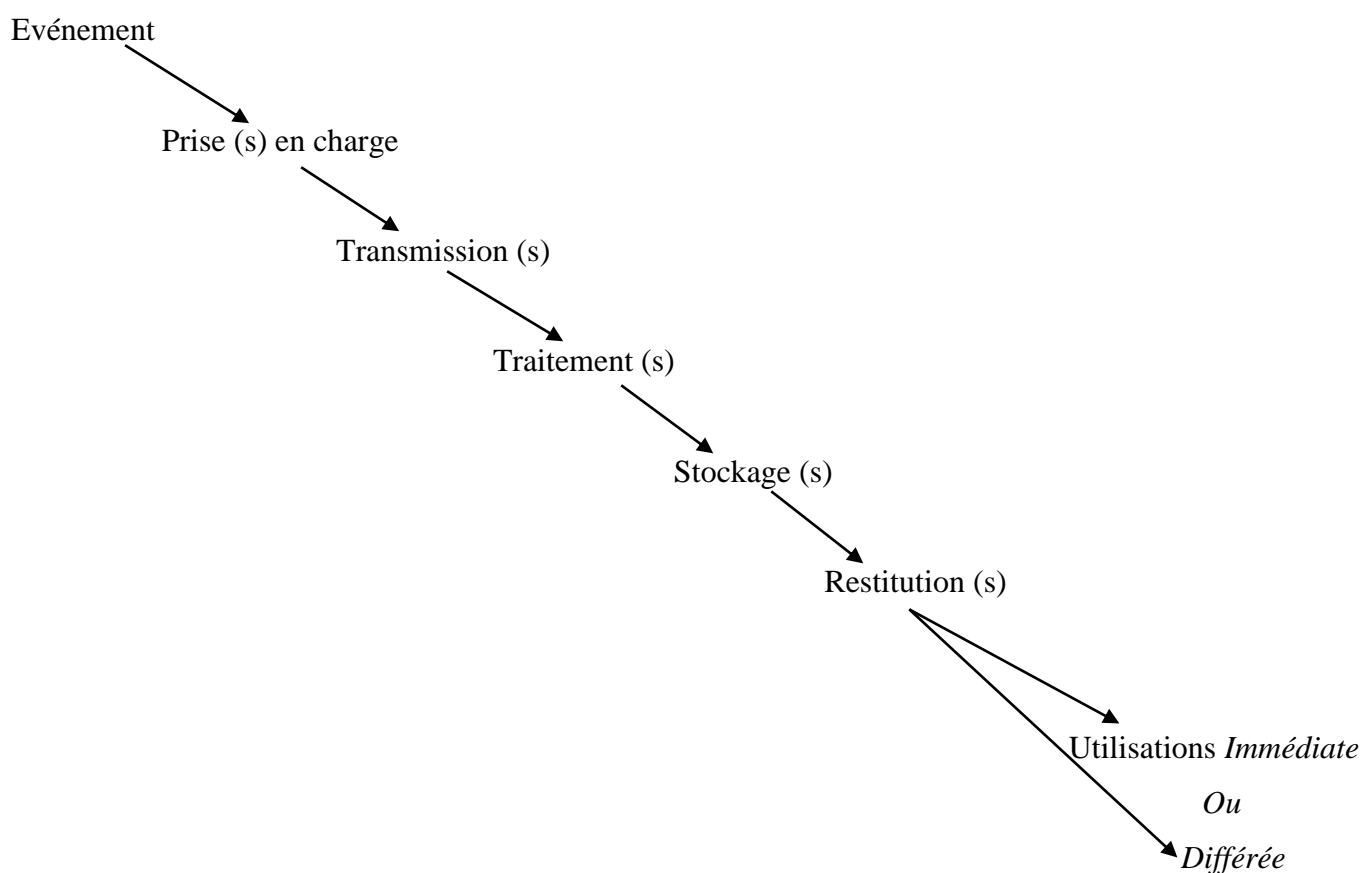 Evénement
Prise (s) en charge
Transmission (s)
Traitement (s)
Stockage (s)
Restitution (s)
Utilisations Immédiate
Ou
Différée